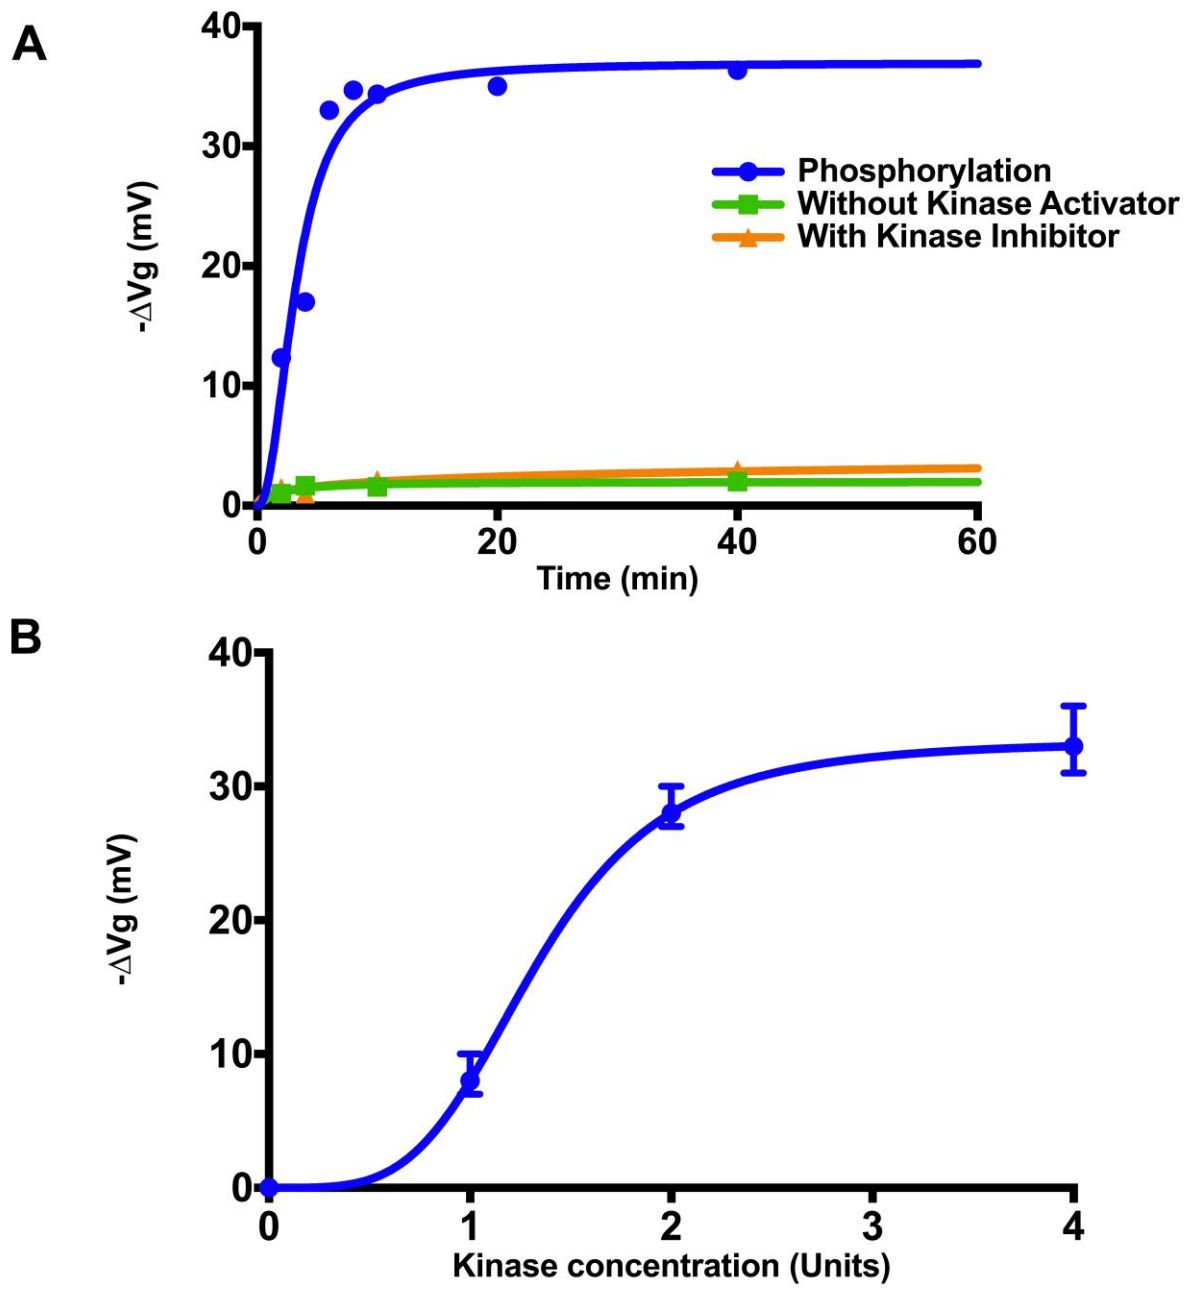 A
40
30
20
10
0
-ΔVg (mV)
Phosphorylation
Without Kinase Activator
With Kinase Inhibitor
0 20 40 60
Time (min)
B
40
30
20
10
0
-ΔVg (mV)
0 1 2 3 4
Kinase concentration (Units)